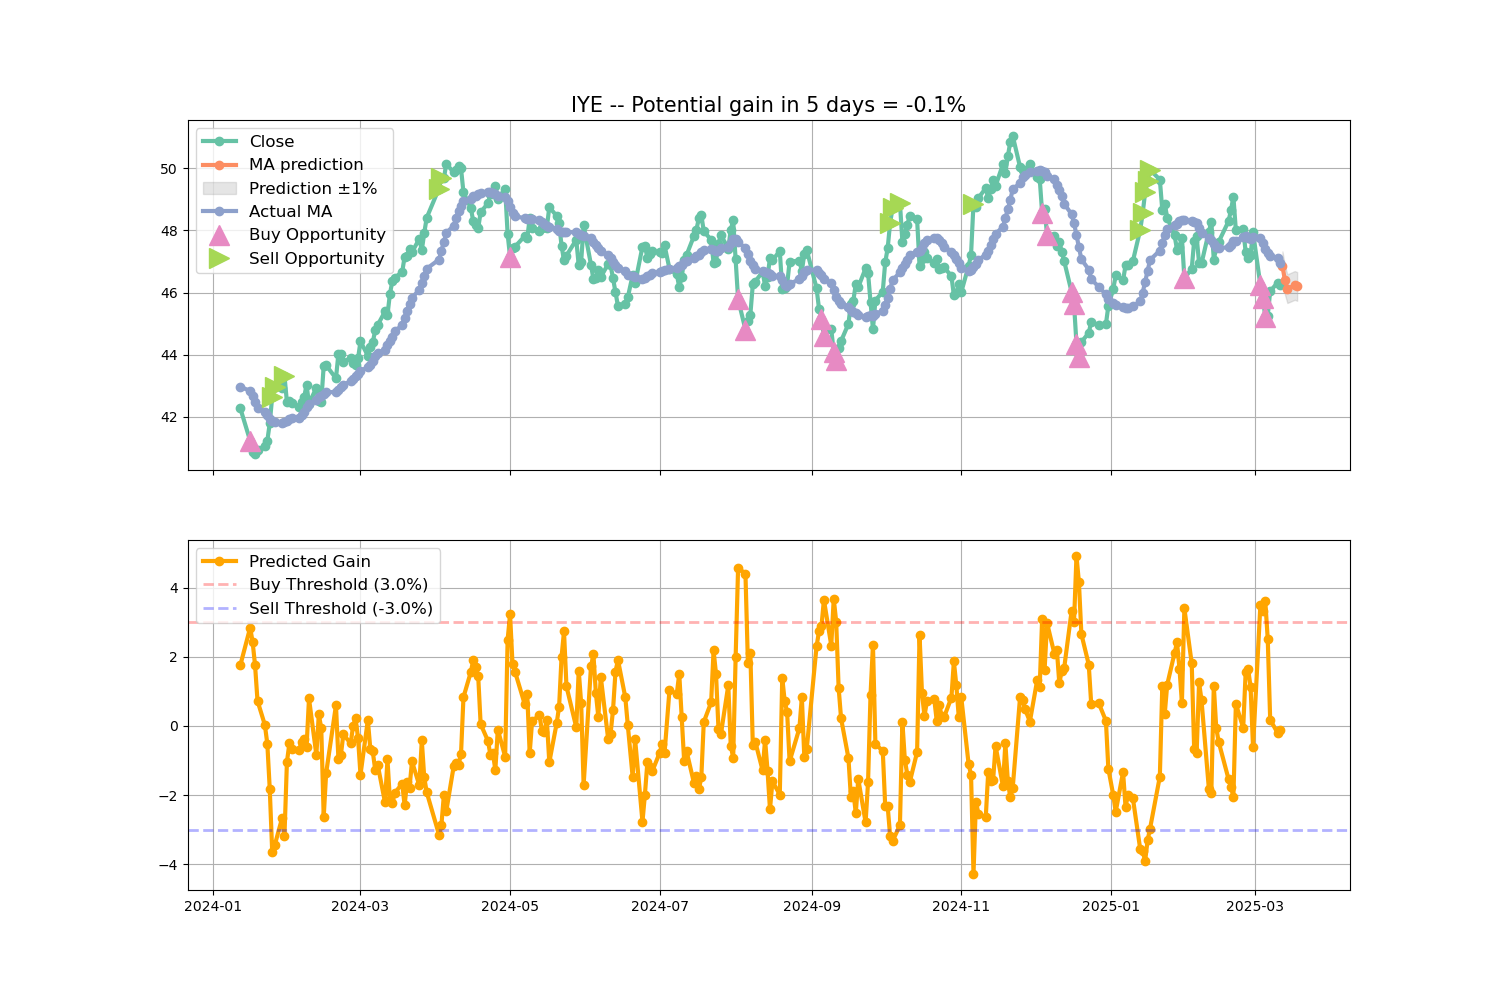 IYE -- Potential gain in 5 days = -0.1%
Close
MA prediction
Prediction ±1%
Actual MA
Buy Opportunity
Sell Opportunity
50
48
46
44
42
Predicted Gain
Buy Threshold (3.0%)
Sell Threshold (-3.0%)
4
2
0
−2
−4
2024-01 2024-03 2024-05 2024-07 2024-09 2024-11 2025-01 2025-03